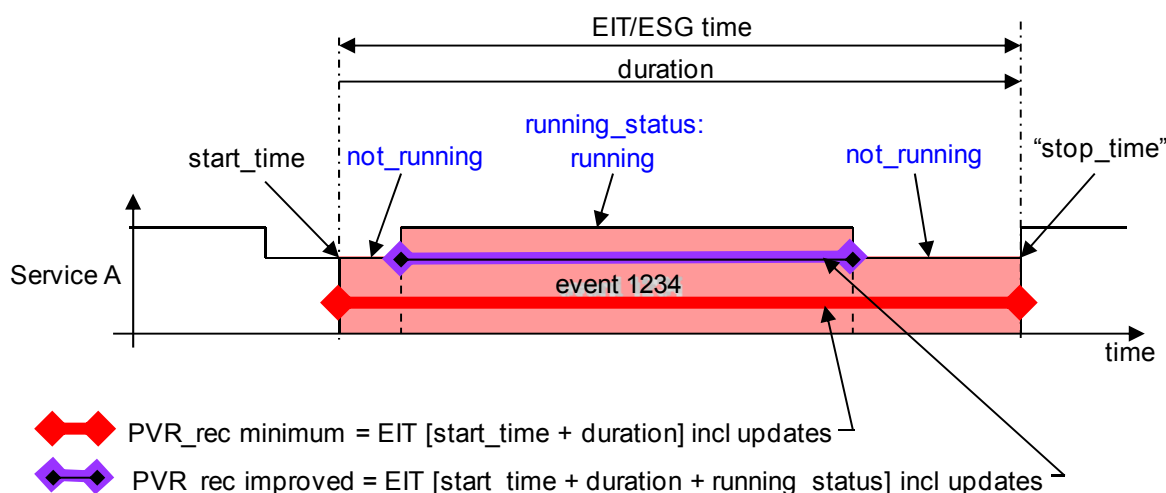 EIT/ESG time
duration
running_status:
start_time not_running running not_running “stop_time”
Service A
event 1234
time
PVR_rec minimum = EIT [start_time + duration] incl updates
PVR_rec improved = EIT [start_time + duration + running_status] incl updates